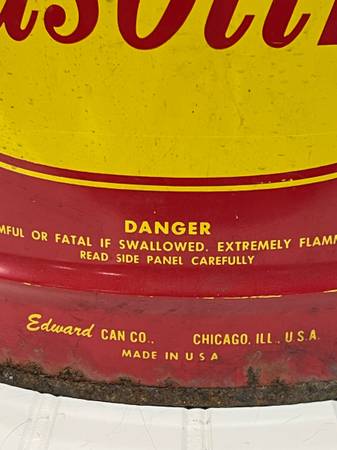 DANGER
MFUL OR FATAL IF SWALLOWED. EXTREMELY FLAMM
READ SIDE PANEL CAREFULLY
Edward CAN CO., CHICAGO, ILL., U.S.A.
MADE IN U S A